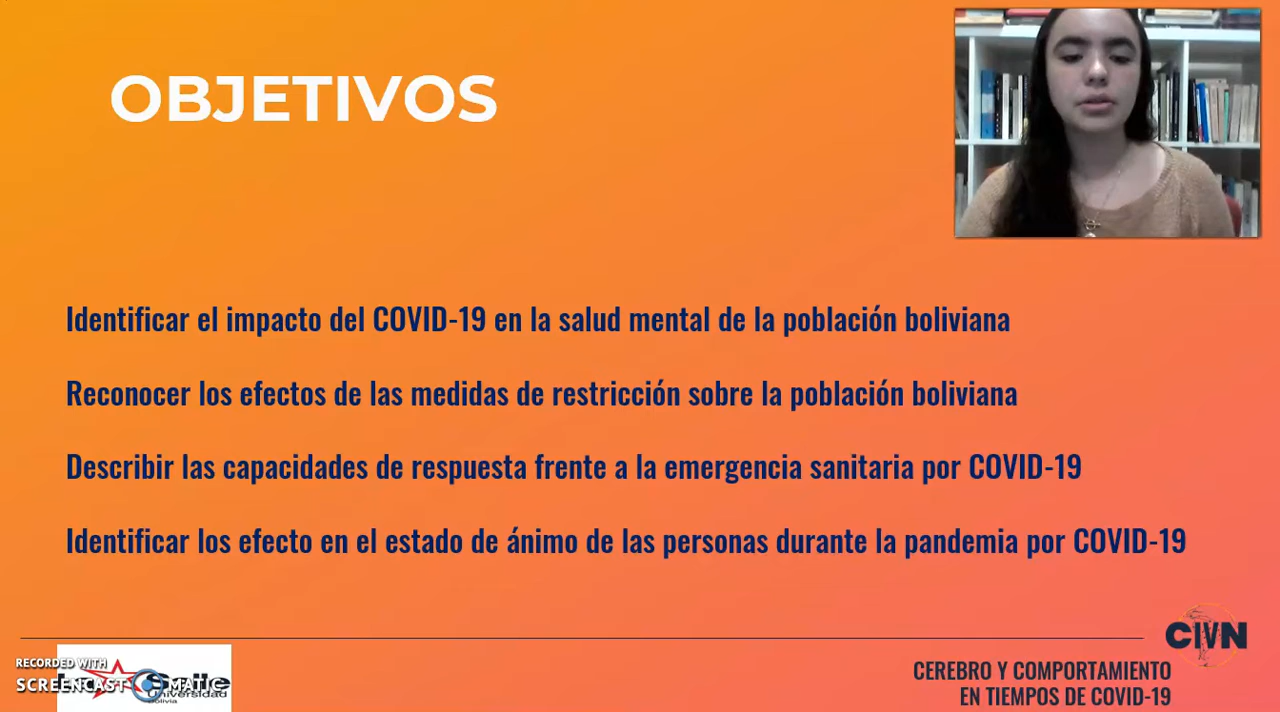 OBJETIVOS
Identificar el impacto del COVID-19 en la salud mental de la población boliviana
Reconocer los efectos de las medidas de restricción sobre la población boliviana
Describir las capacidades de respuesta frente a la emergencia sanitaria por COVID-19
Identificar los efecto en el estado de ánimo de las personas durante la pandemia por COVID-19
CIVN
CEREBRO Y COMPORTAMIENTO
EN TIEMPOS DE COVID-19
RECORDED WITH
SCREENCAST MATIC
Universidad
Bolivia